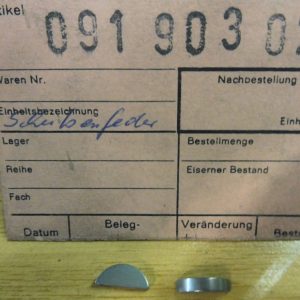 tikel
091 903 0
Waren Nr.
Nachbestellung
Einheitsbezeichnung
Scheibenfeder
Einh
Lager
Bestellmenge
Reihe
Eiserner Bestand
Fach
Datum
Beleg-
Veränderung
Best